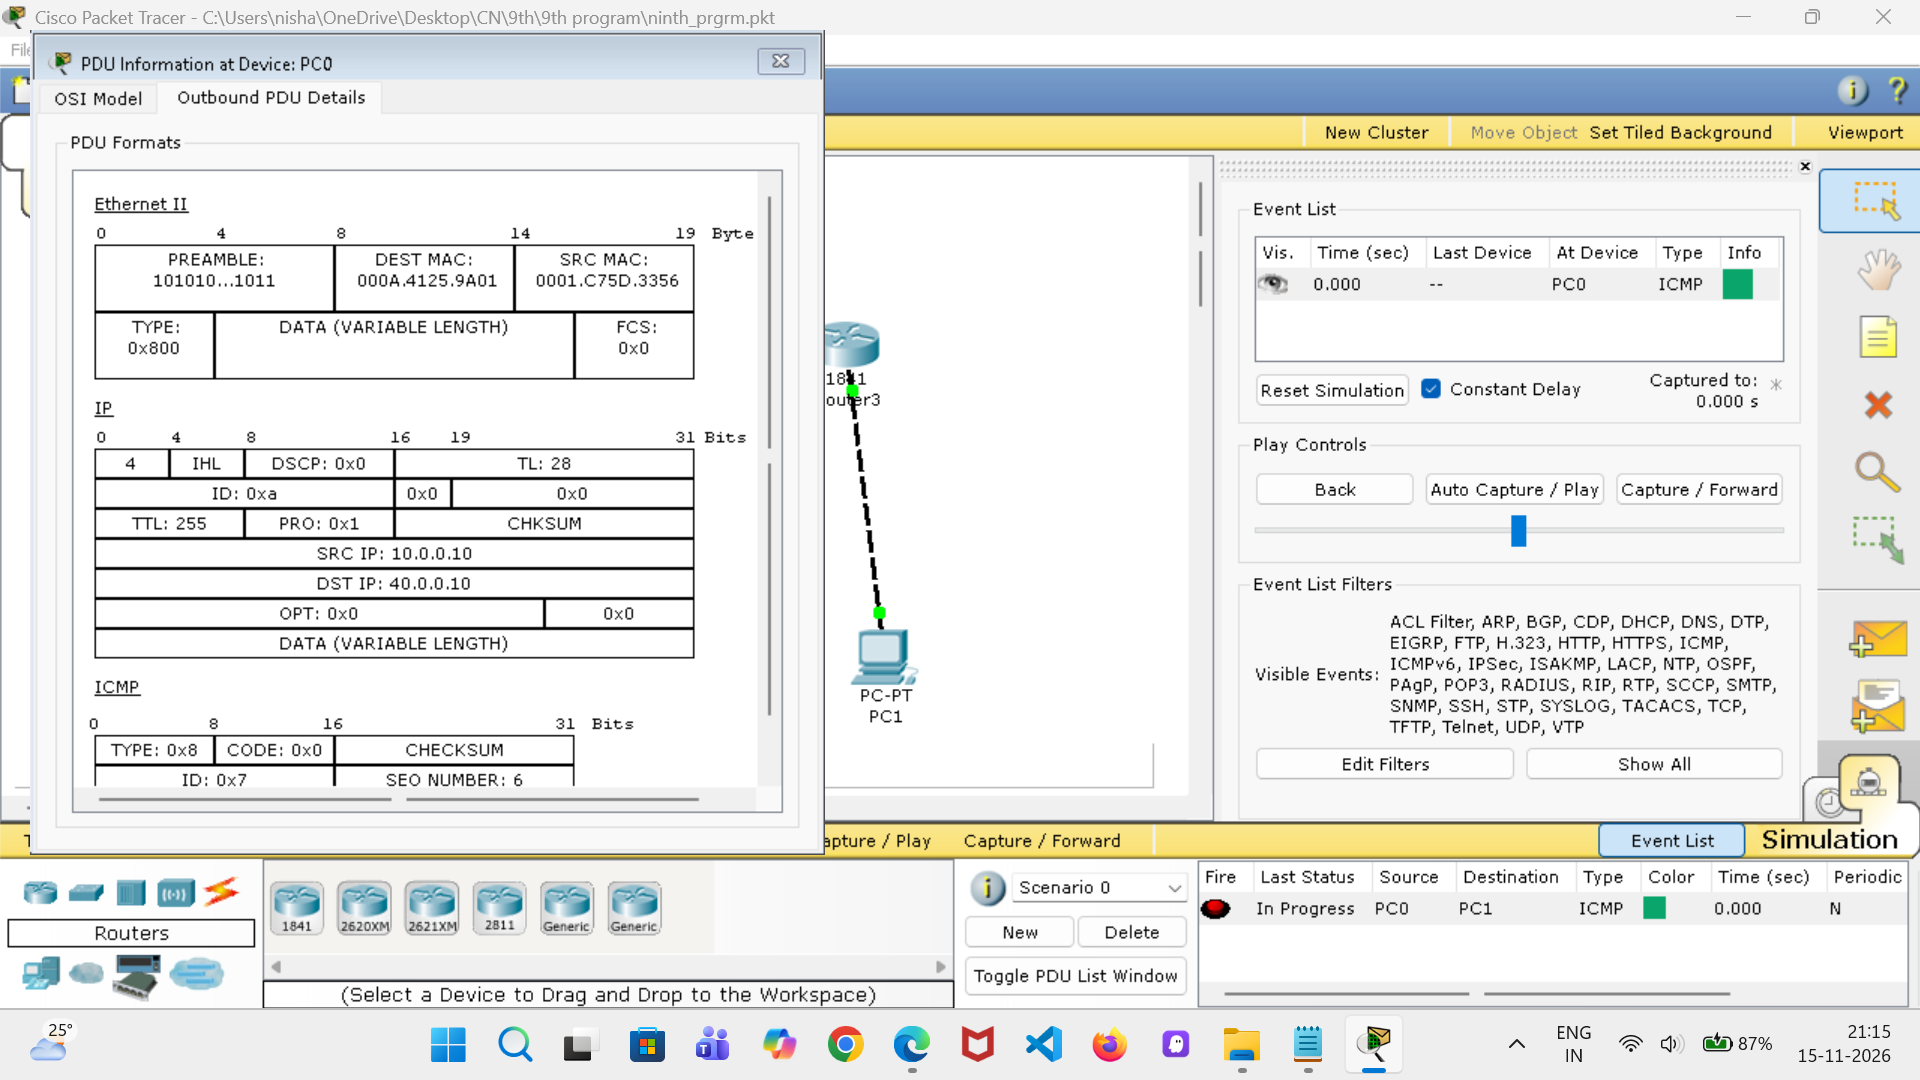 Cisco Packet Tracer - C:\Users\nisha\OneDrive\Desktop\CN\9th\9th program\ninth_prgrm.pkt
PDU Information at Device: PC0
OSI Model Outbound PDU Details
PDU Formats
Ethernet II
0 4 8 14 19 Byte
PREAMBLE: 101010...1011
DEST MAC: 000A.4125.9A01
SRC MAC: 0001.C75D.3356
TYPE: 0x800
DATA (VARIABLE LENGTH)
FCS: 0x0
IP
0 4 8 16 19 31 Bits
4 IHL DSCP: 0x0 TL: 28
ID: 0xa 0x0 0x0
TTL: 255 PRO: 0x1 CHKSUM
SRC IP: 10.0.0.10
DST IP: 40.0.0.10
OPT: 0x0 0x0
DATA (VARIABLE LENGTH)
ICMP
0 8 16 31 Bits
TYPE: 0x8 CODE: 0x0 CHECKSUM
ID: 0x7 SEQ NUMBER: 6
New Cluster Move Object Set Tiled Background Viewport
1841
outer3
PC-PT
PC1
Event List
Vis. Time (sec) Last Device At Device Type Info
0.000 -- PC0 ICMP
Reset Simulation Constant Delay
Captured to:
0.000 s
Play Controls
Back Auto Capture / Play Capture / Forward
Event List Filters
Visible Events:
ACL Filter, ARP, BGP, CDP, DHCP, DNS, DTP,
EIGRP, FTP, H.323, HTTP, HTTPS, ICMP,
ICMPv6, IPSec, ISAKMP, LACP, NTP, OSPF,
PAgP, POP3, RADIUS, RIP, RTP, SCCP, SMTP,
SNMP, SSH, STP, SYSLOG, TACACS, TCP,
TFTP, Telnet, UDP, VTP
Edit Filters Show All
apture / Play Capture / Forward
Event List Simulation
Routers
1841 2620XM 2621XM 2811 Generic Generic
(Select a Device to Drag and Drop to the Workspace)
Scenario 0
New Delete
Toggle PDU List Window
Fire Last Status Source Destination Type Color Time (sec) Periodic
In Progress PC0 PC1 ICMP 0.000 N
25°
ENG
IN
87%
21:15
15-11-2026